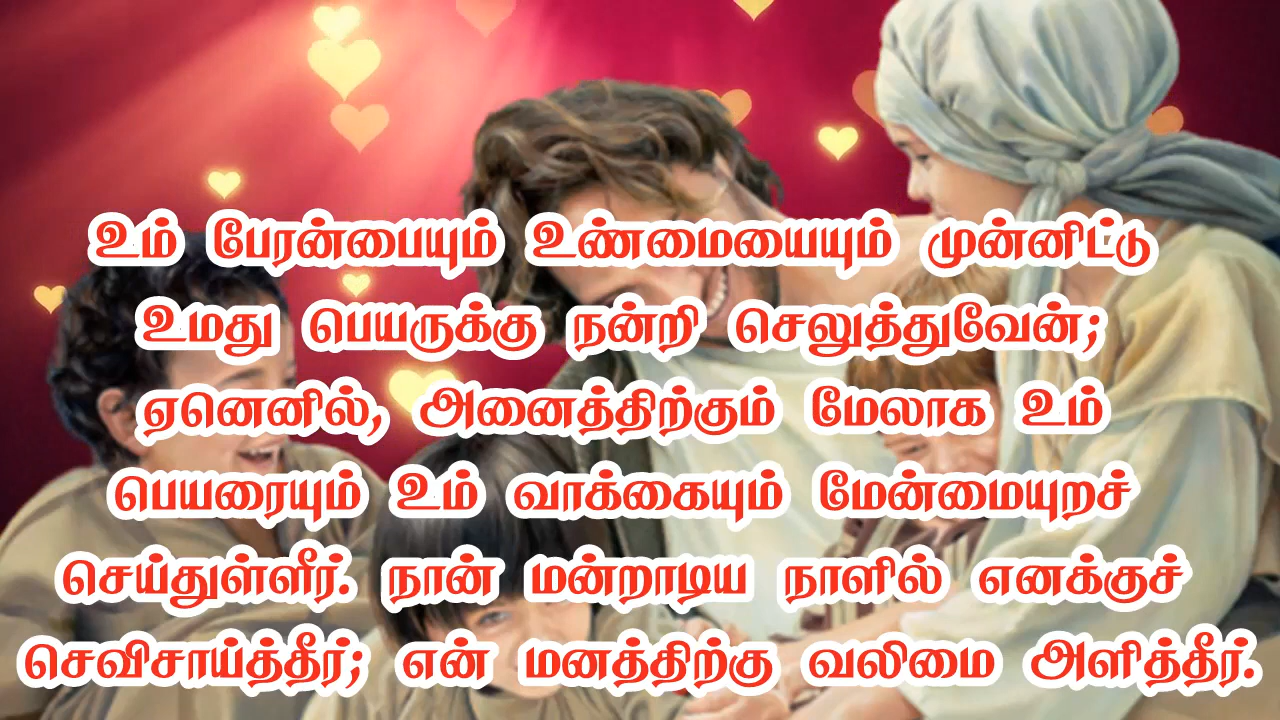 உம் பேரன்பையும் உண்மையையும் முன்னிட்டு
உமது பெயருக்கு நன்றி செலுத்துவேன்;
ஏனெனில், அனைத்திற்கும் மேலாக உம்
பெயரையும் உம் வாக்கையும் மேன்மையுறச்
செய்துள்ளீர். நான் மன்றாடிய நாளில் எனக்குச்
செவிசாய்த்தீர்; என் மனத்திற்கு வலிமை அளித்தீர்.